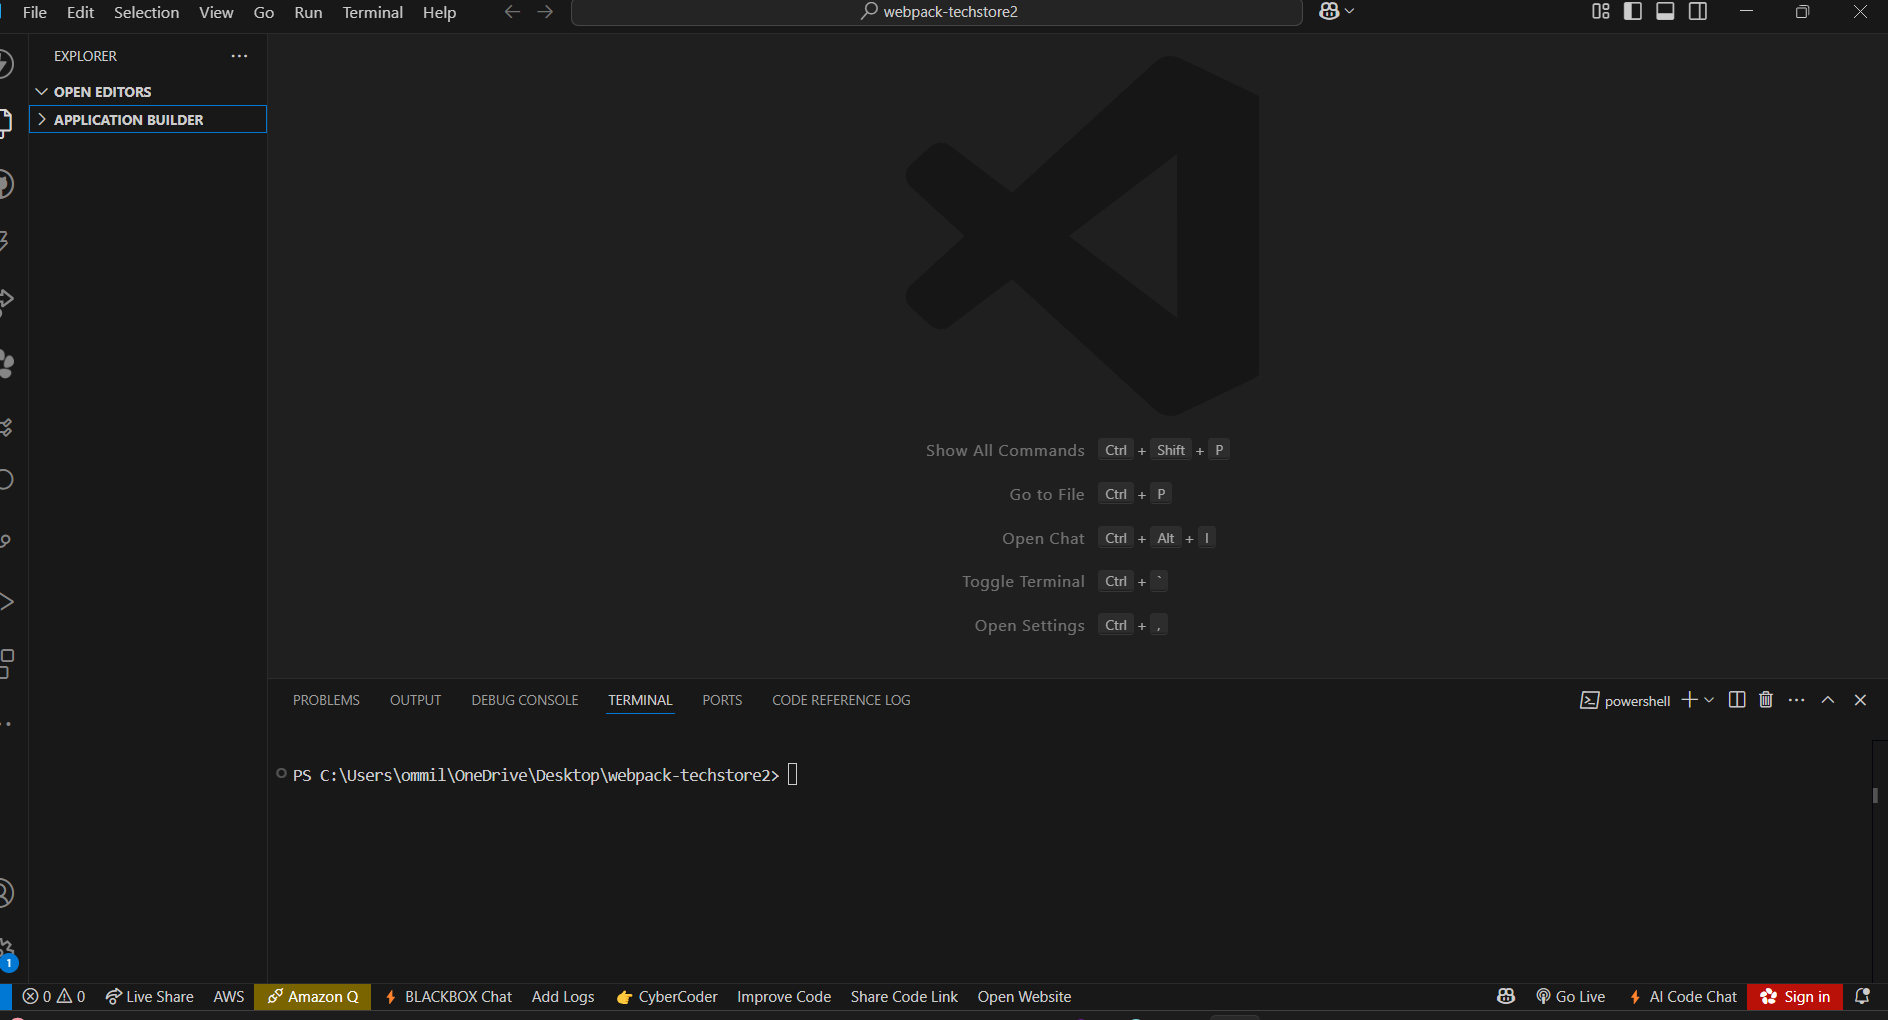 File Edit Selection View Go Run Terminal Help
webpack-techstore2
EXPLORER
OPEN EDITORS
APPLICATION BUILDER
Show All Commands Ctrl + Shift + P
Go to File Ctrl + P
Open Chat Ctrl + Alt + I
Toggle Terminal Ctrl + `
Open Settings Ctrl + ,
PROBLEMS OUTPUT DEBUG CONSOLE TERMINAL PORTS CODE REFERENCE LOG
powershell
PS C:\Users\ommil\OneDrive\Desktop\webpack-techstore2>
1
0 0 Live Share AWS Amazon Q BLACKBOX Chat Add Logs CyberCoder Improve Code Share Code Link Open Website Go Live AI Code Chat Sign in